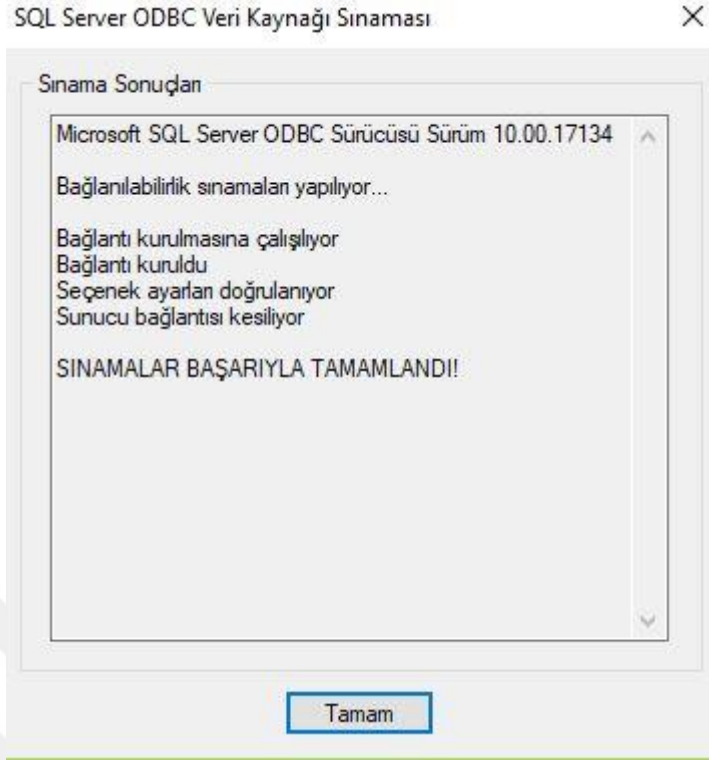 SQL Server ODBC Veri Kaynağı Sınaması
Sınama Sonuçları
Microsoft SQL Server ODBC Sürücüsü Sürüm 10.00.17134
Bağlanılabilirlik sınamaları yapılıyor...
Bağlantı kurulmasına çalışılıyor
Bağlantı kuruldu
Seçenek ayarları doğrulanıyor
Sunucu bağlantısı kesiliyor
SINAMALAR BAŞARIYLA TAMAMLANDI!
Tamam